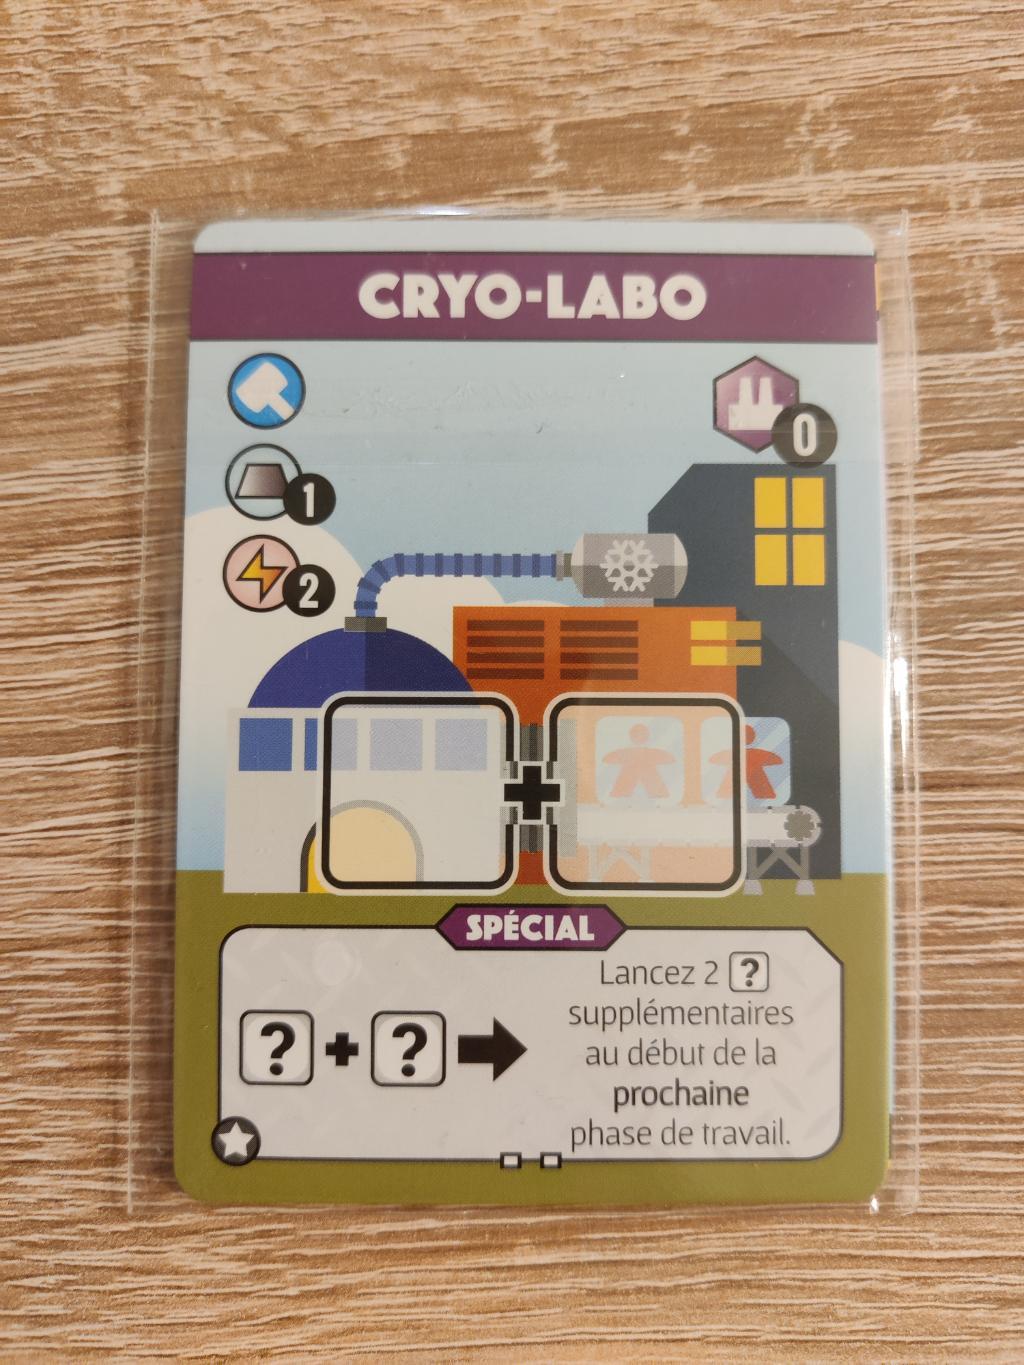 CRYO-LABO
0
1
2
SPÉCIAL
? + ?
Lancez 2 ?
supplémentaires
au début de la
prochaine
phase de travail.